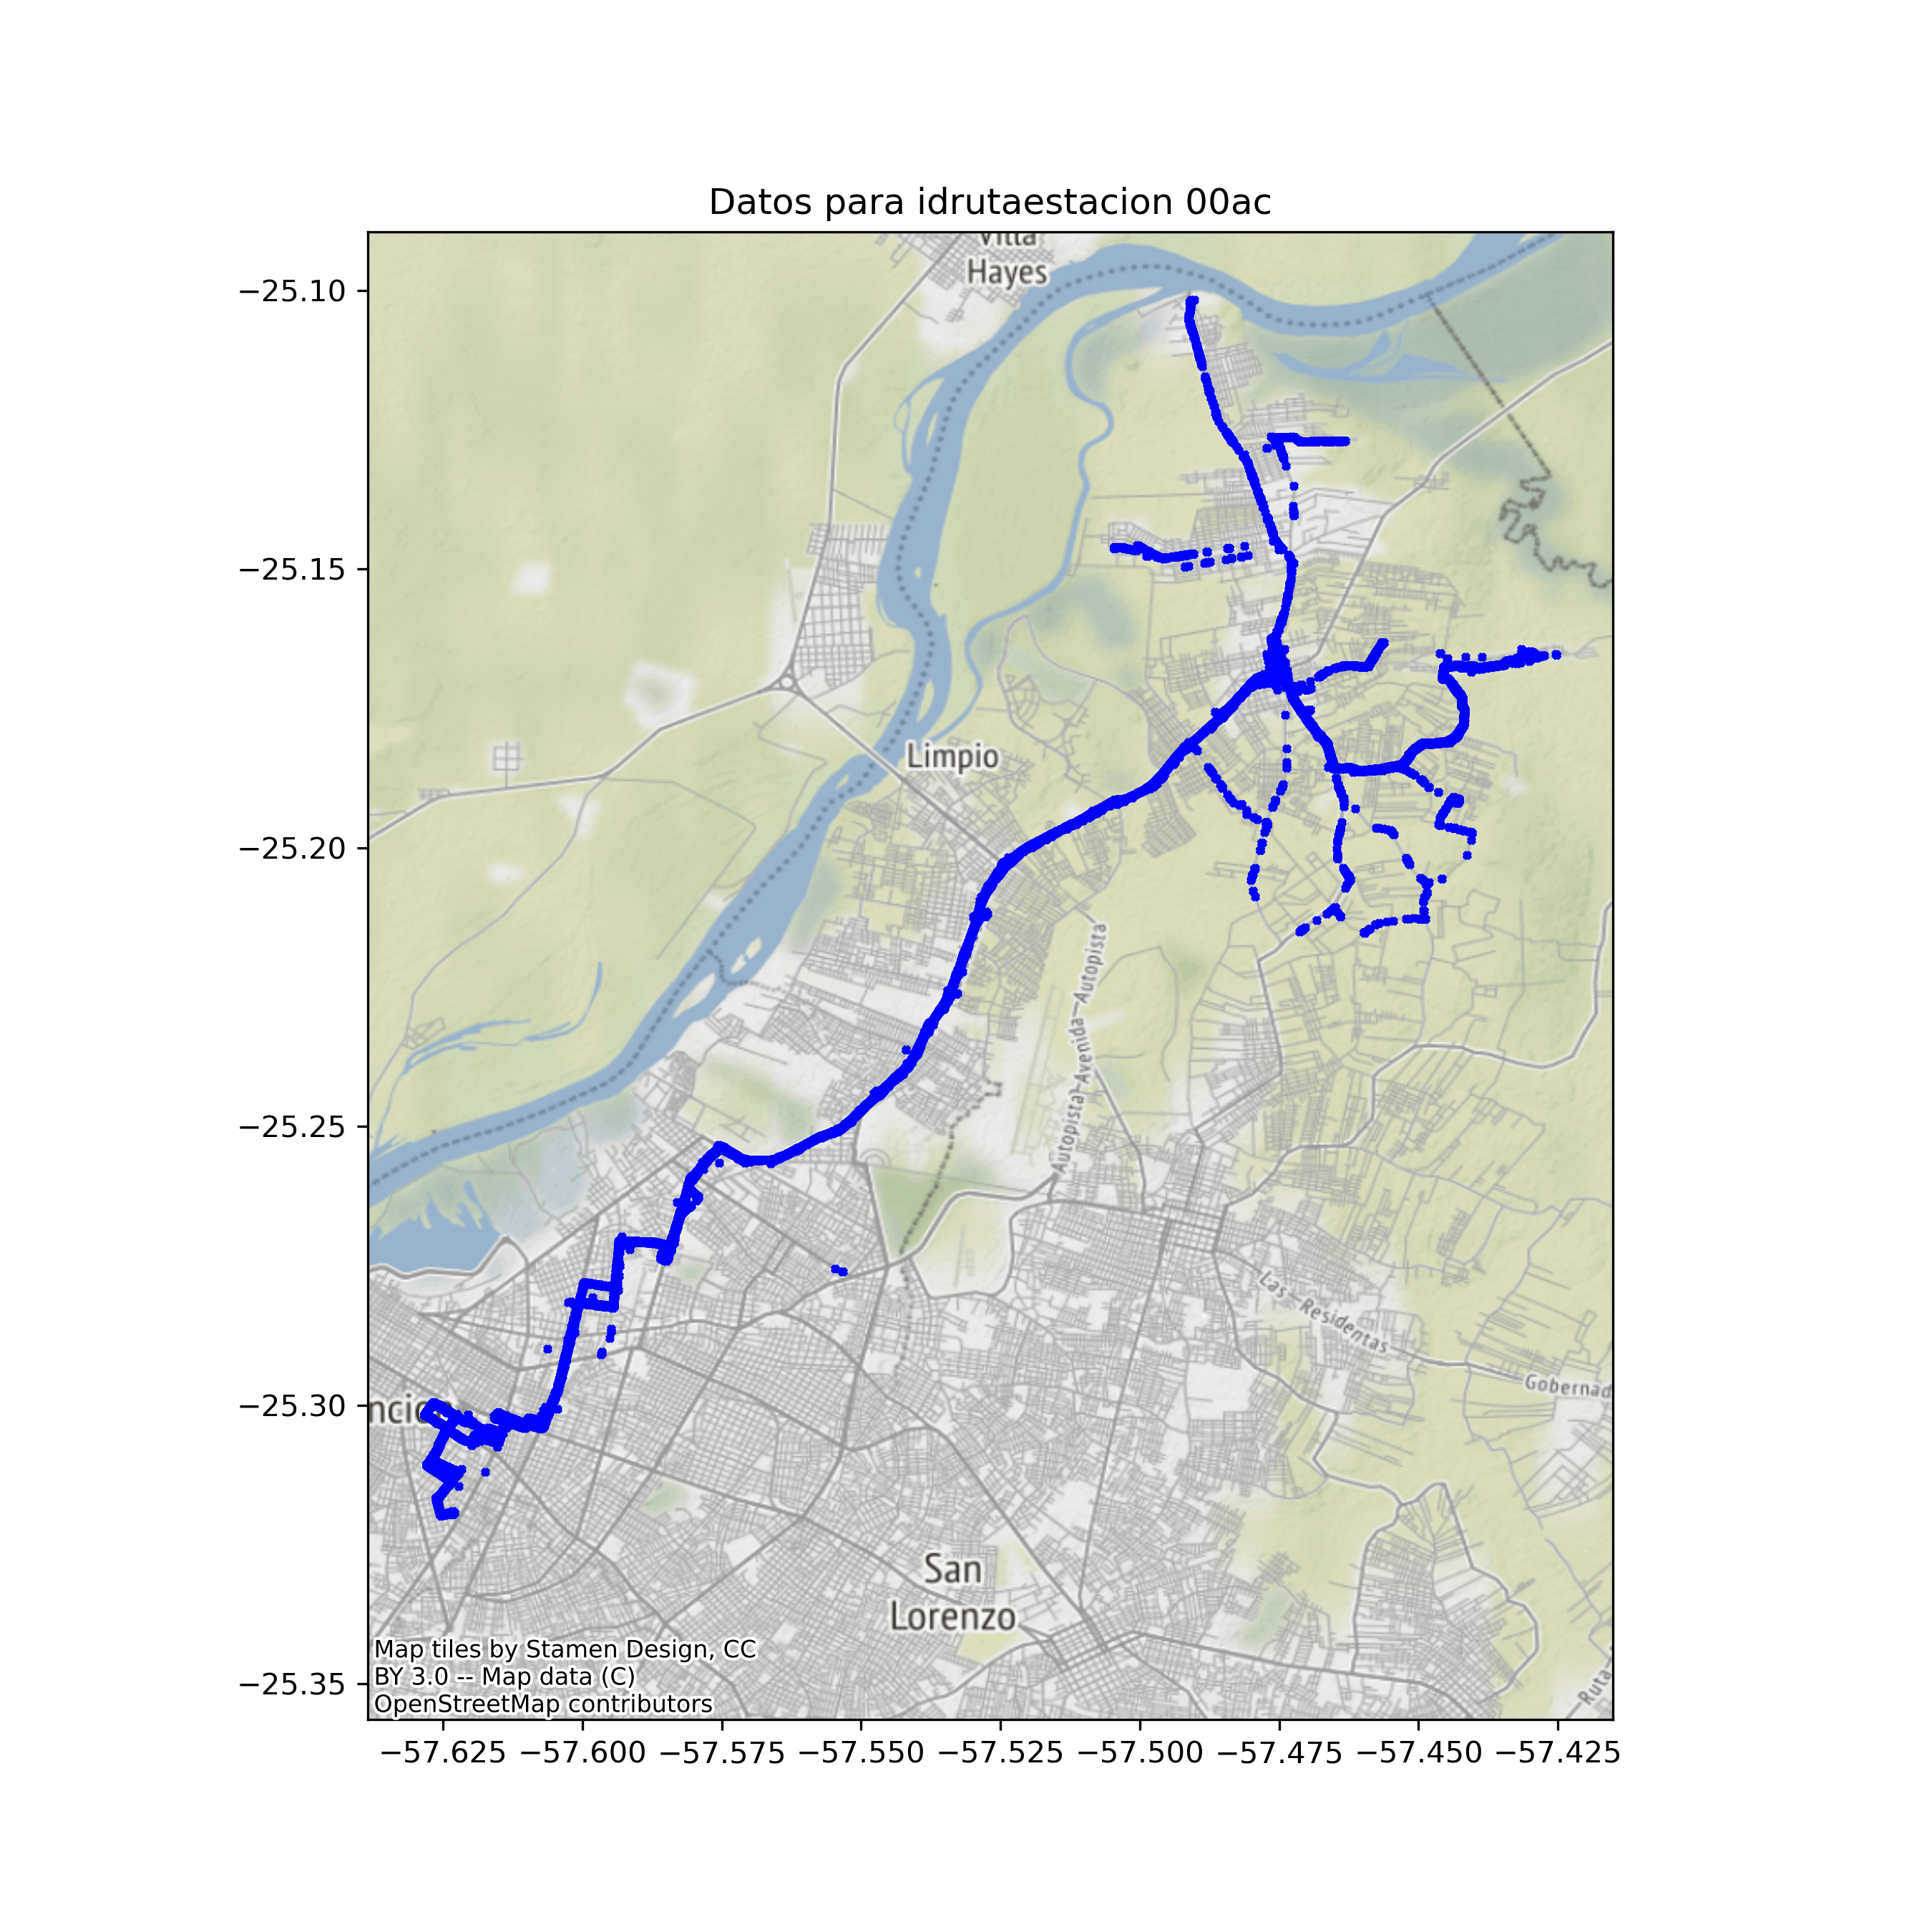 Datos para idrutaestacion 00ac
Villa
Hayes
−25.10
−25.15
Limpio
−25.20
Autopista-Avenida-Autopista
−25.25
Las - Residentas
Gobernad
−25.30
ncion
San
Lorenzo
Ruta
Map tiles by Stamen Design, CC
BY 3.0 -- Map data (C)
OpenStreetMap contributors
−25.35
−57.625 −57.600 −57.575 −57.550 −57.525 −57.500 −57.475 −57.450 −57.425